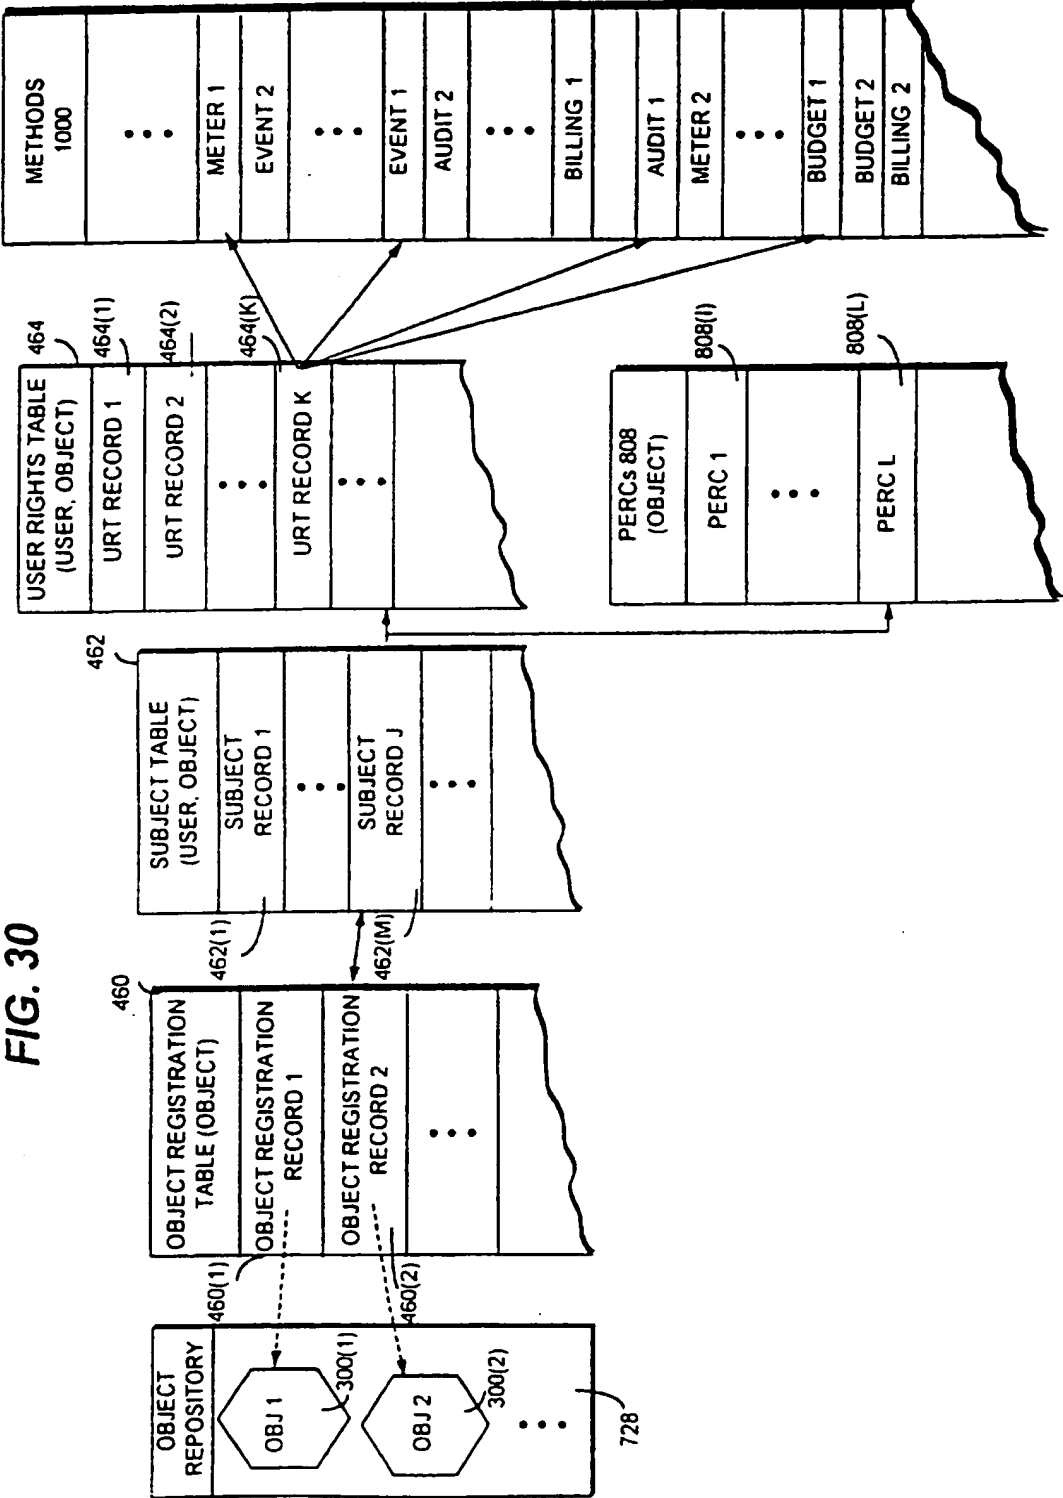 FIG. 30
OBJECT
REPOSITORY
OBJ 1
300(1)
OBJ 2
300(2)
728
460
OBJECT REGISTRATION
TABLE (OBJECT)
460(1)
OBJECT REGISTRATION
RECORD 1
OBJECT REGISTRATION
RECORD 2
460(2)
462
SUBJECT TABLE
(USER, OBJECT)
SUBJECT
RECORD 1
462(1)
SUBJECT
RECORD J
462(M)
464
USER RIGHTS TABLE
(USER, OBJECT)
URT RECORD 1
464(1)
URT RECORD 2
464(2)
URT RECORD K
464(K)
PERCs 808
(OBJECT)
PERC 1
808(I)
PERC L
808(L)
METHODS
1000
METER 1
EVENT 2
EVENT 1
AUDIT 2
BILLING 1
AUDIT 1
METER 2
BUDGET 1
BUDGET 2
BILLING 2